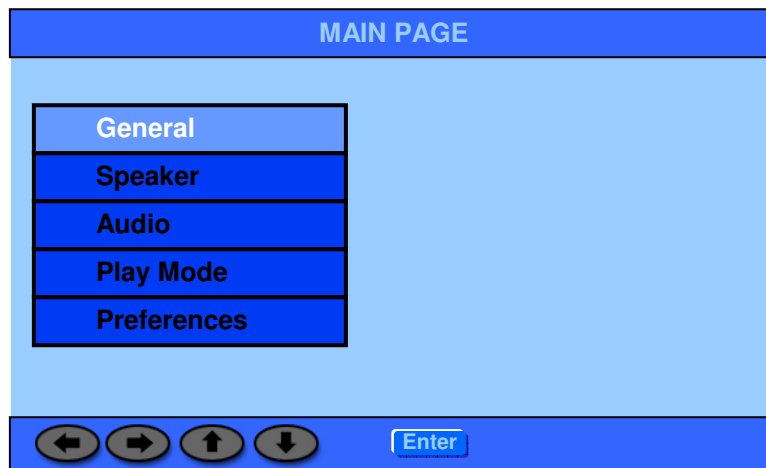 MAIN PAGE
General
Speaker
Audio
Play Mode
Preferences
Enter